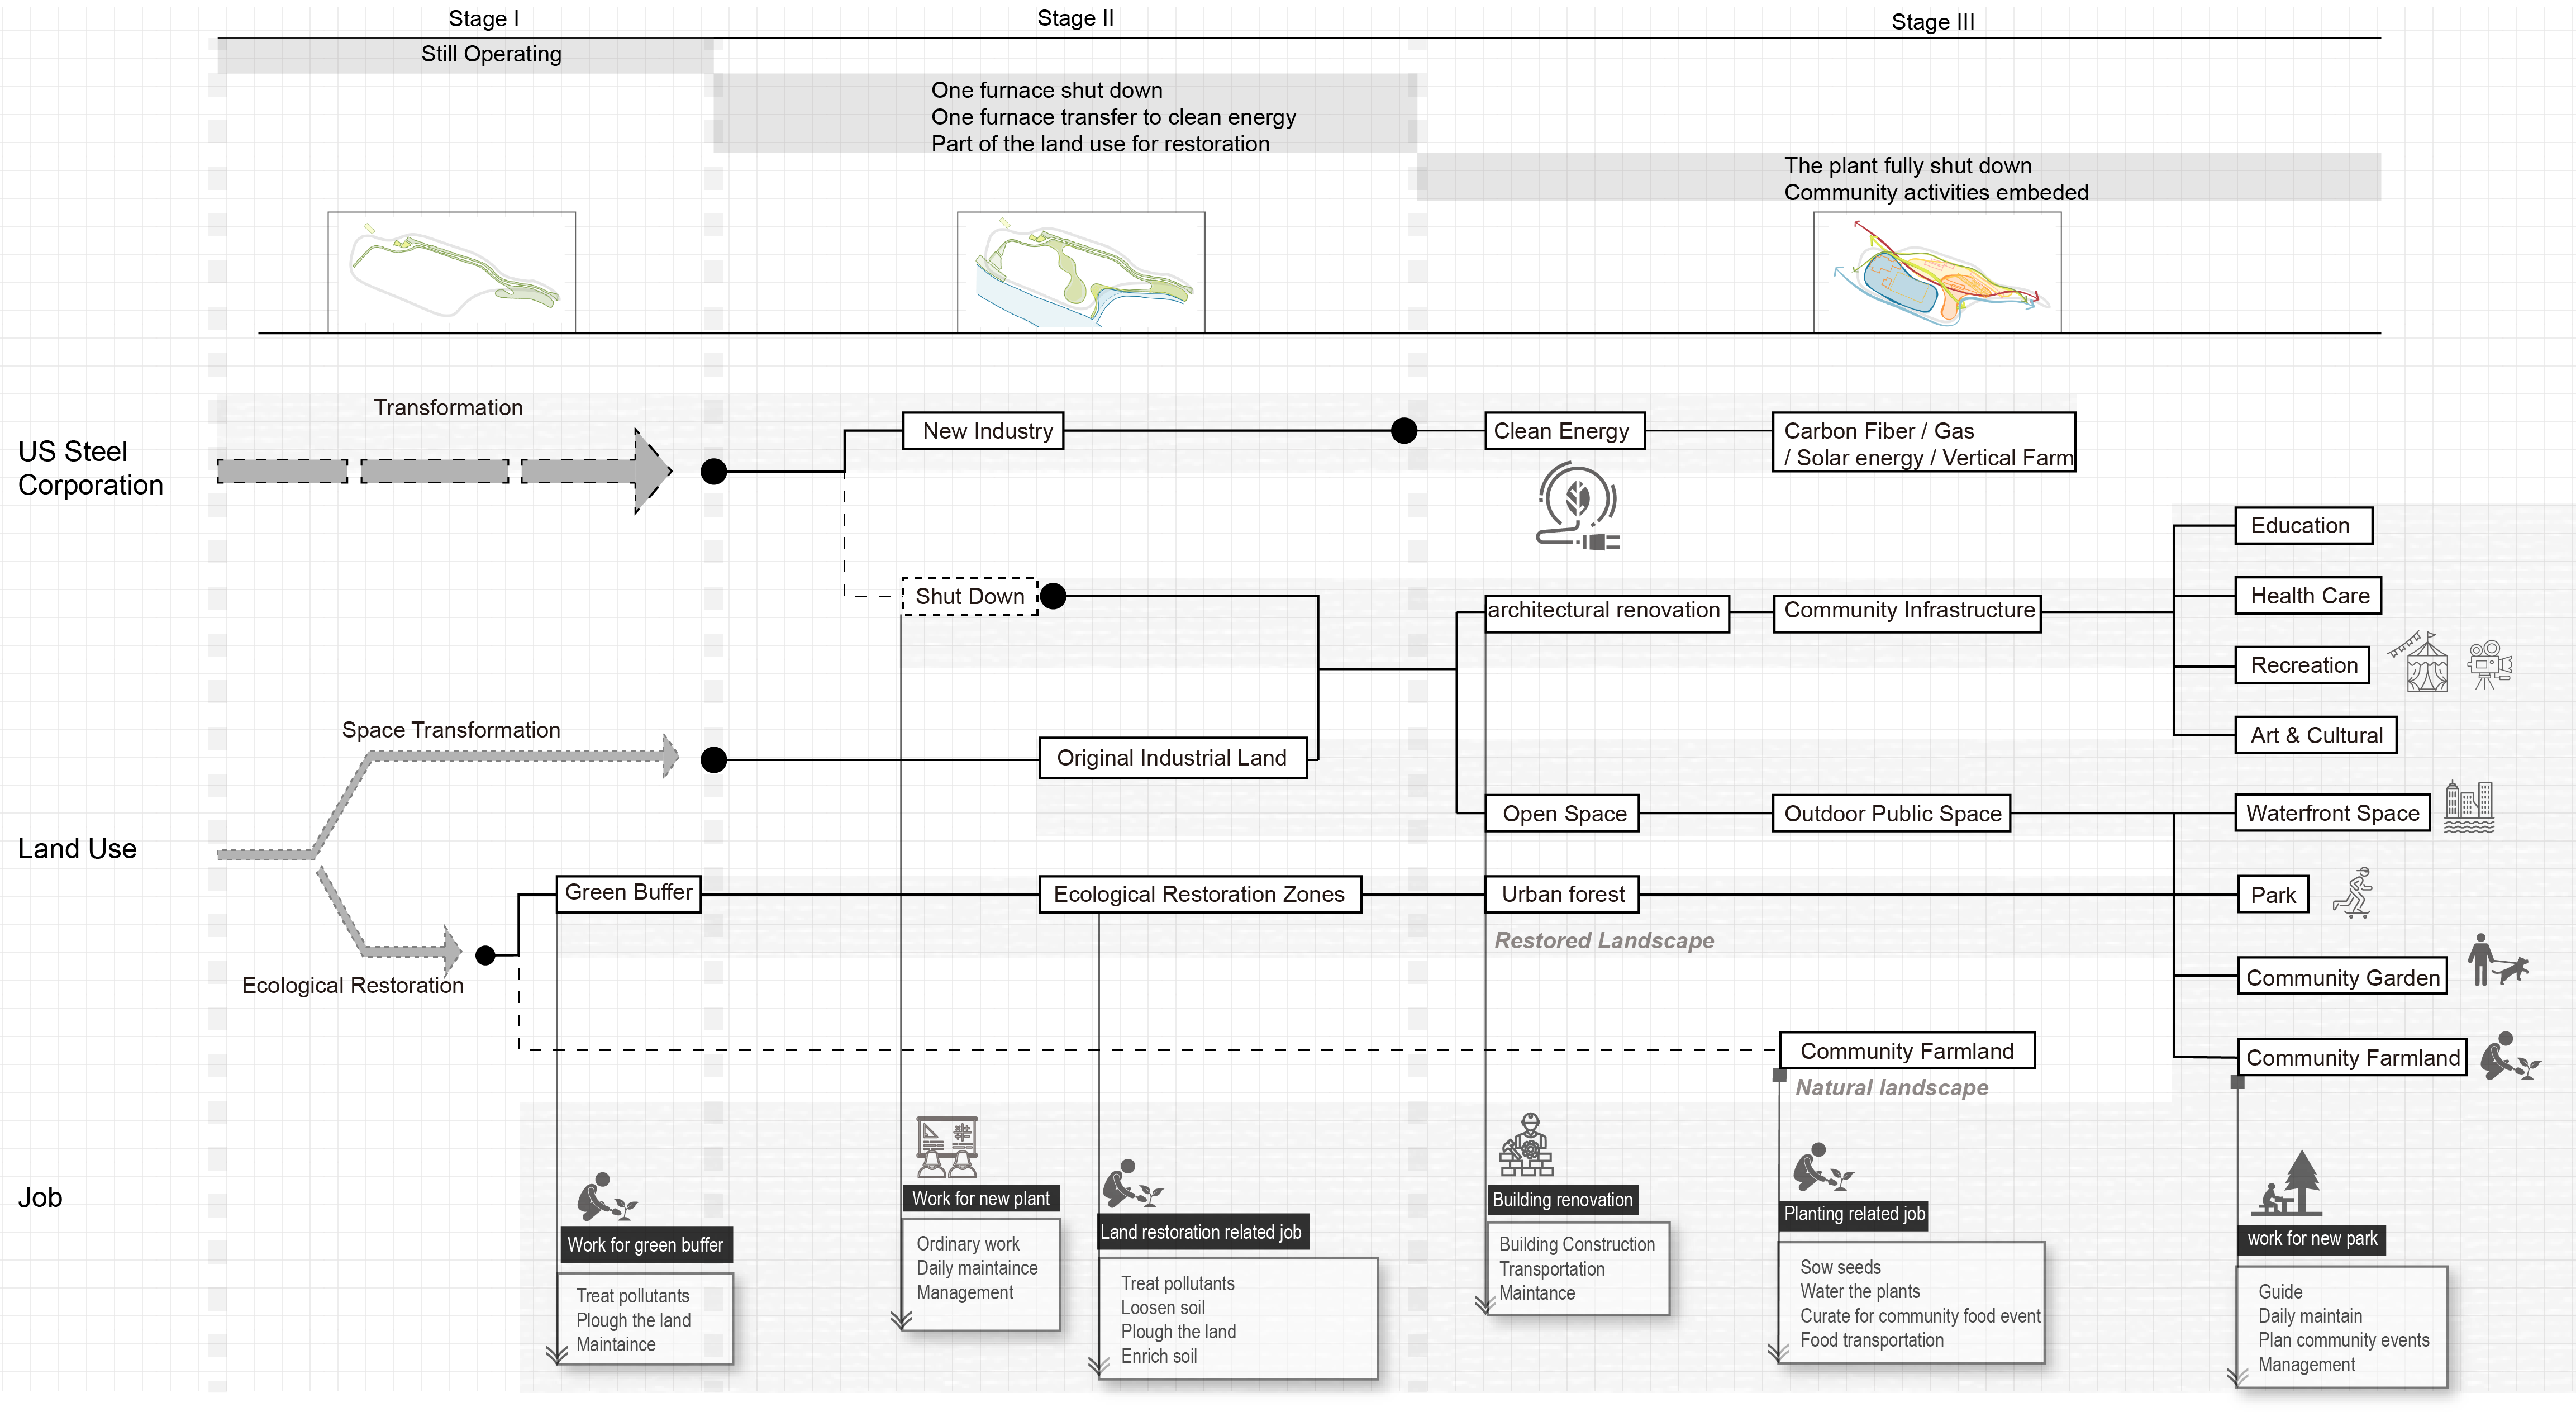 Stage I
Stage II
Stage III
Still Operating
One furnace shut down
One furnace transfer to clean energy
Part of the land use for restoration
The plant fully shut down
Community activities embeded
US Steel
Corporation
Transformation
New Industry
Clean Energy
Carbon Fiber / Gas
/ Solar energy / Vertical Farm
Shut Down
architectural renovation
Community Infrastructure
Education
Health Care
Recreation
Art & Cultural
Land Use
Space Transformation
Original Industrial Land
Open Space
Outdoor Public Space
Waterfront Space
Green Buffer
Ecological Restoration Zones
Urban forest
Park
Restored Landscape
Ecological Restoration
Community Garden
Community Farmland
Natural landscape
Community Farmland
Job
Work for green buffer
Treat pollutants
Plough the land
Maintaince
Work for new plant
Ordinary work
Daily maintaince
Management
Land restoration related job
Treat pollutants
Loosen soil
Plough the land
Enrich soil
Building renovation
Building Construction
Transportation
Maintance
Planting related job
Sow seeds
Water the plants
Curate for community food event
Food transportation
work for new park
Guide
Daily maintain
Plan community events
Management